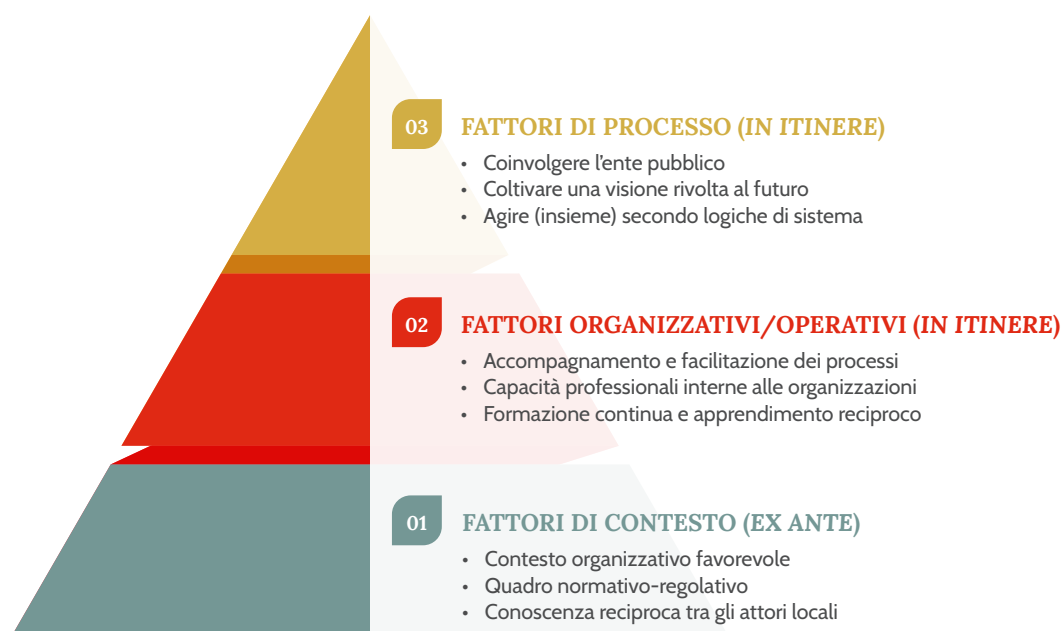 03 FATTORI DI PROCESSO (IN ITINERE)
• Coinvolgere l'ente pubblico
• Coltivare una visione rivolta al futuro
• Agire (insieme) secondo logiche di sistema
02 FATTORI ORGANIZZATIVI/OPERATIVI (IN ITINERE)
• Accompagnamento e facilitazione dei processi
• Capacità professionali interne alle organizzazioni
• Formazione continua e apprendimento reciproco
01 FATTORI DI CONTESTO (EX ANTE)
• Contesto organizzativo favorevole
• Quadro normativo-regolativo
• Conoscenza reciproca tra gli attori locali